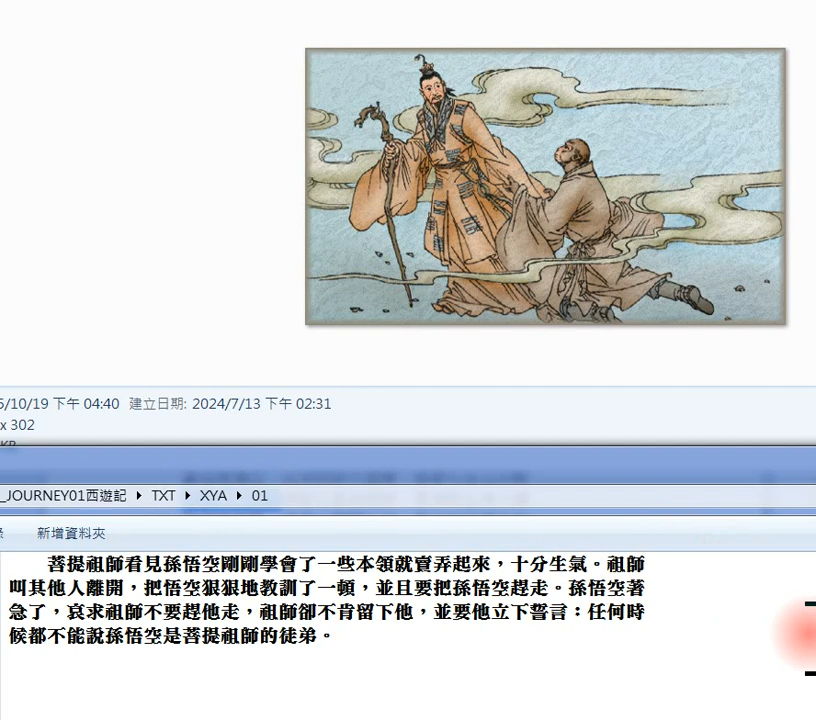 5/10/19 下午 04:40 建立日期: 2024/7/13 下午 02:31
x 302
KB
_JOURNEY01西遊記 TXT XYA 01
新增資料夾
菩提祖師看見孫悟空剛剛學會了一些本領就賣弄起來，十分生氣。祖師
叫其他人離開，把悟空狠狠地教訓了一頓，並且要把孫悟空趕走。孫悟空著
急了，哀求祖師不要趕他走，祖師卻不肯留下他，並要他立下誓言：任何時
候都不能說孫悟空是菩提祖師的徒弟。